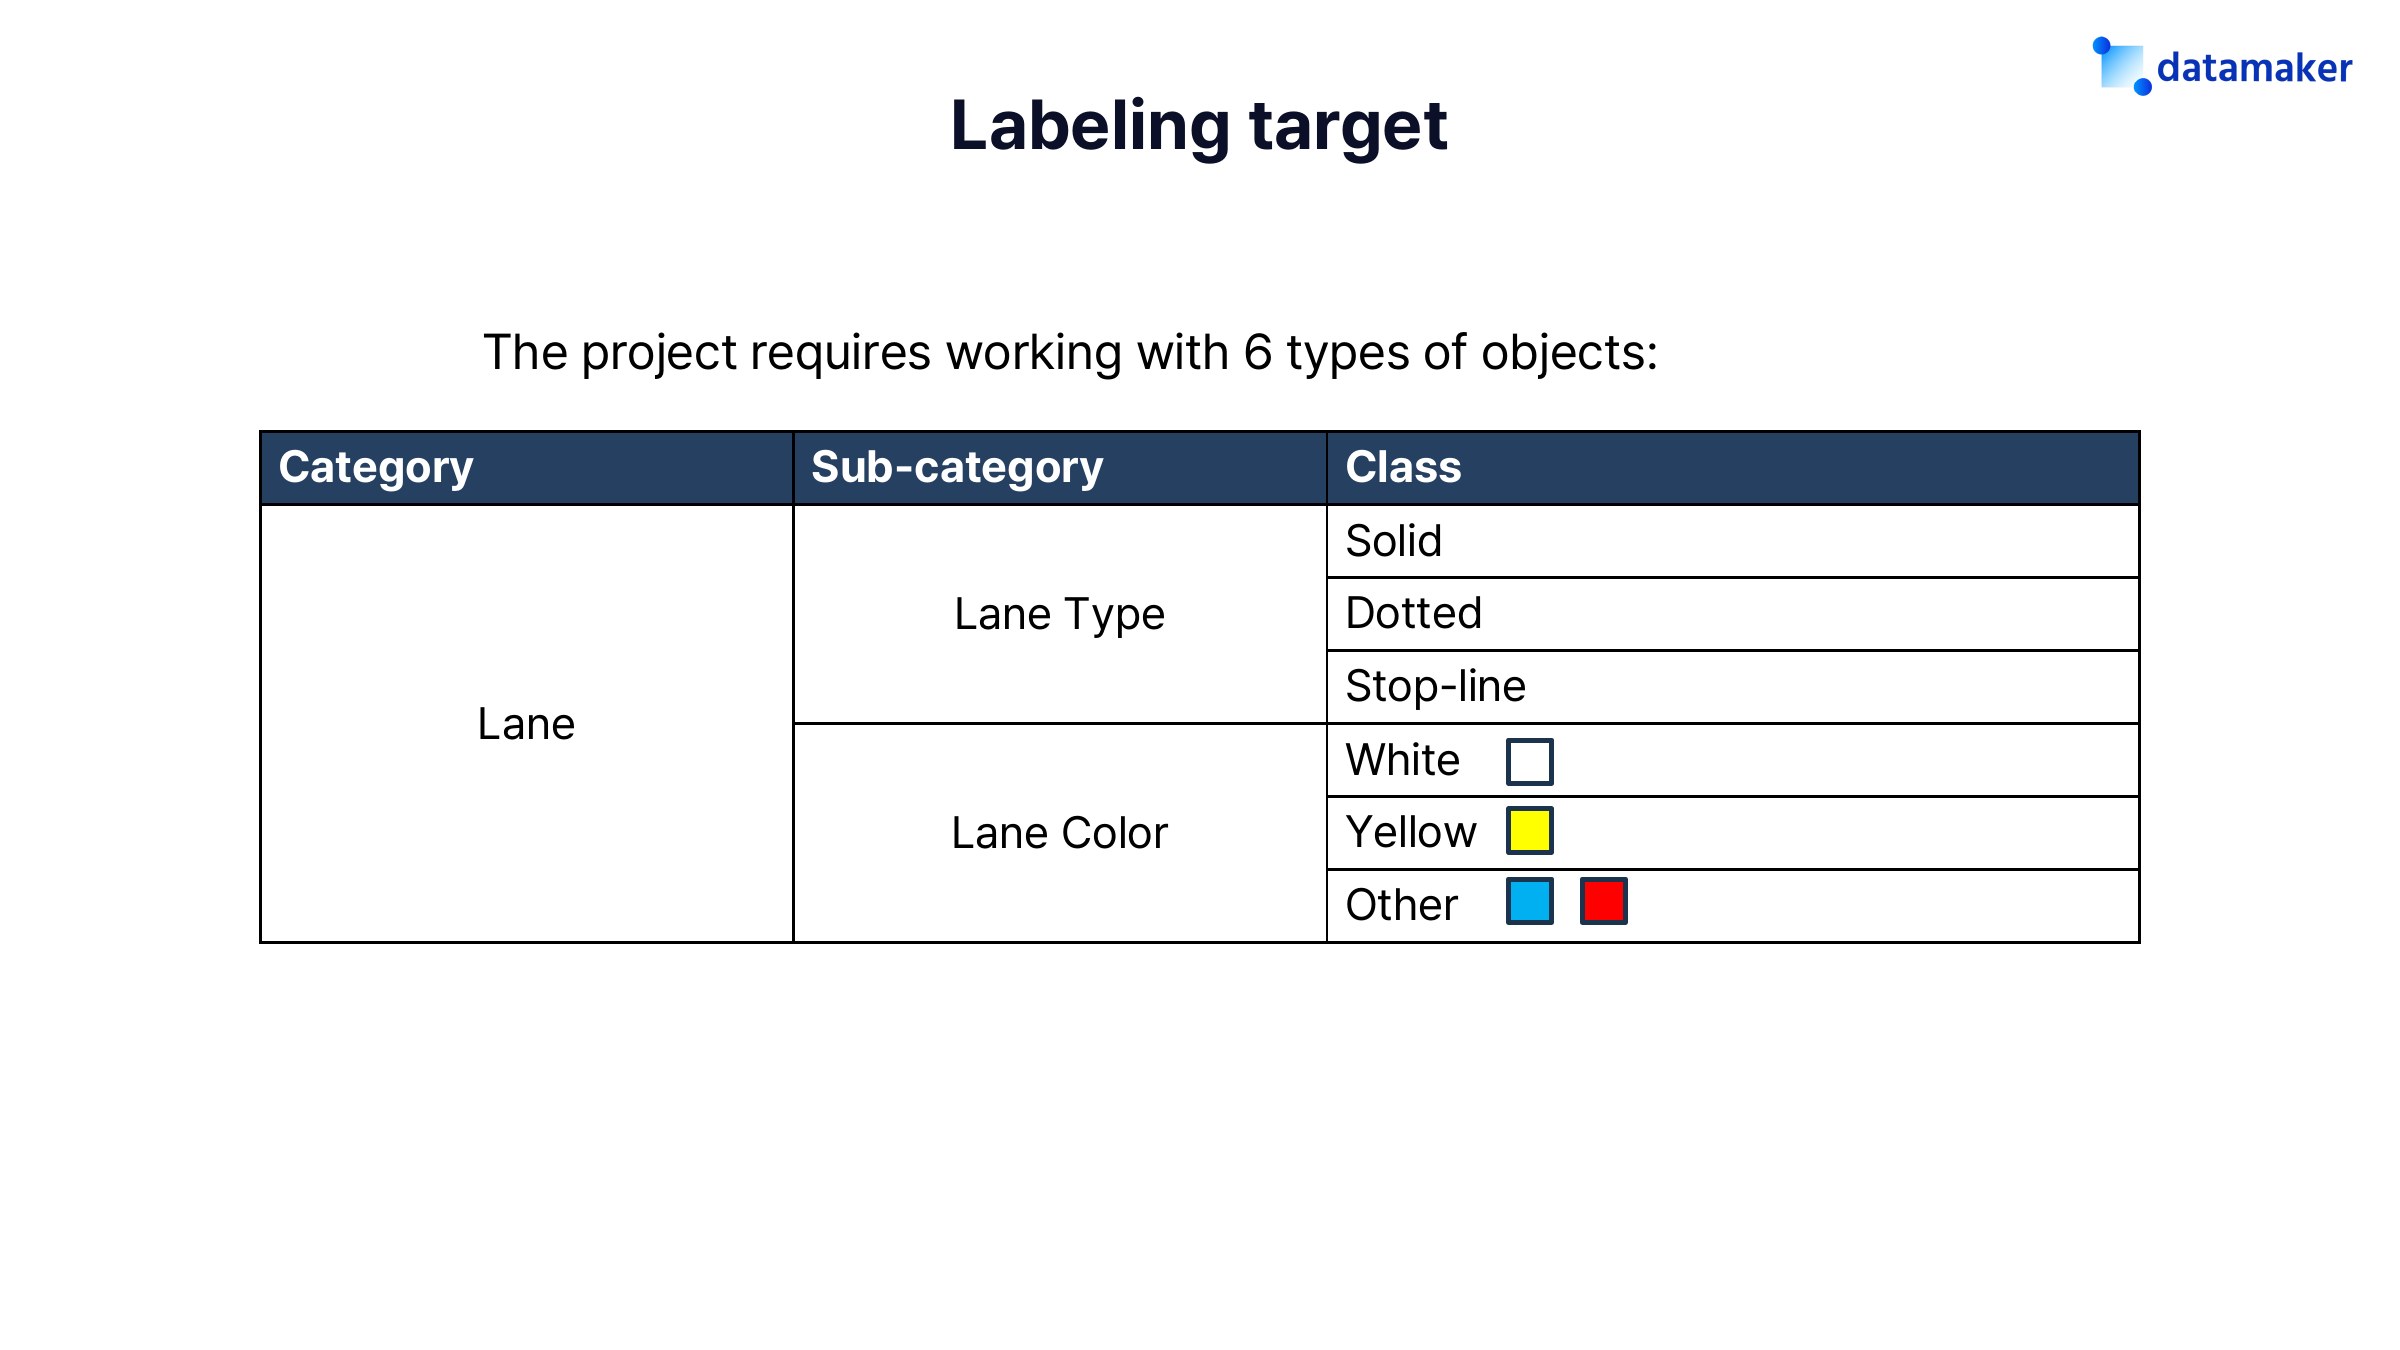 datamaker
Labeling target
The project requires working with 6 types of objects:
Category Sub-category Class
Lane
Lane Type
Solid
Dotted
Stop-line
Lane Color
White
Yellow
Other